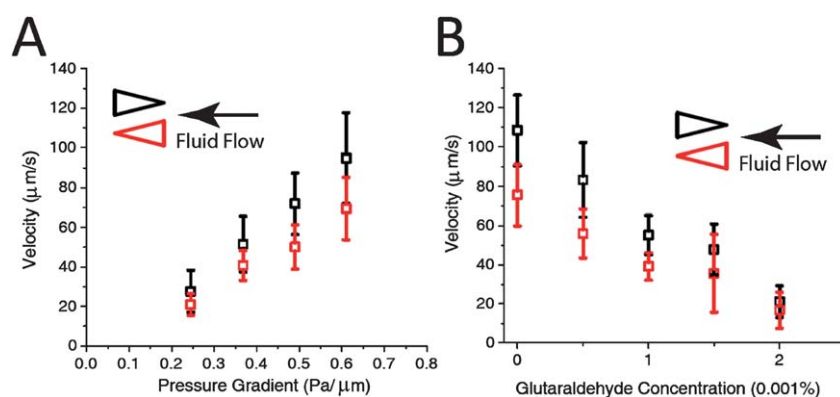 A
140
120
100
80
60
40
20
0
Velocity (μm/s)
0.0 0.1 0.2 0.3 0.4 0.5 0.6 0.7 0.8
Pressure Gradient (Pa/μm)
Fluid Flow
B
140
120
100
80
60
40
20
0
Velocity (μm/s)
0 1 2
Glutaraldehyde Concentration (0.001%)
Fluid Flow